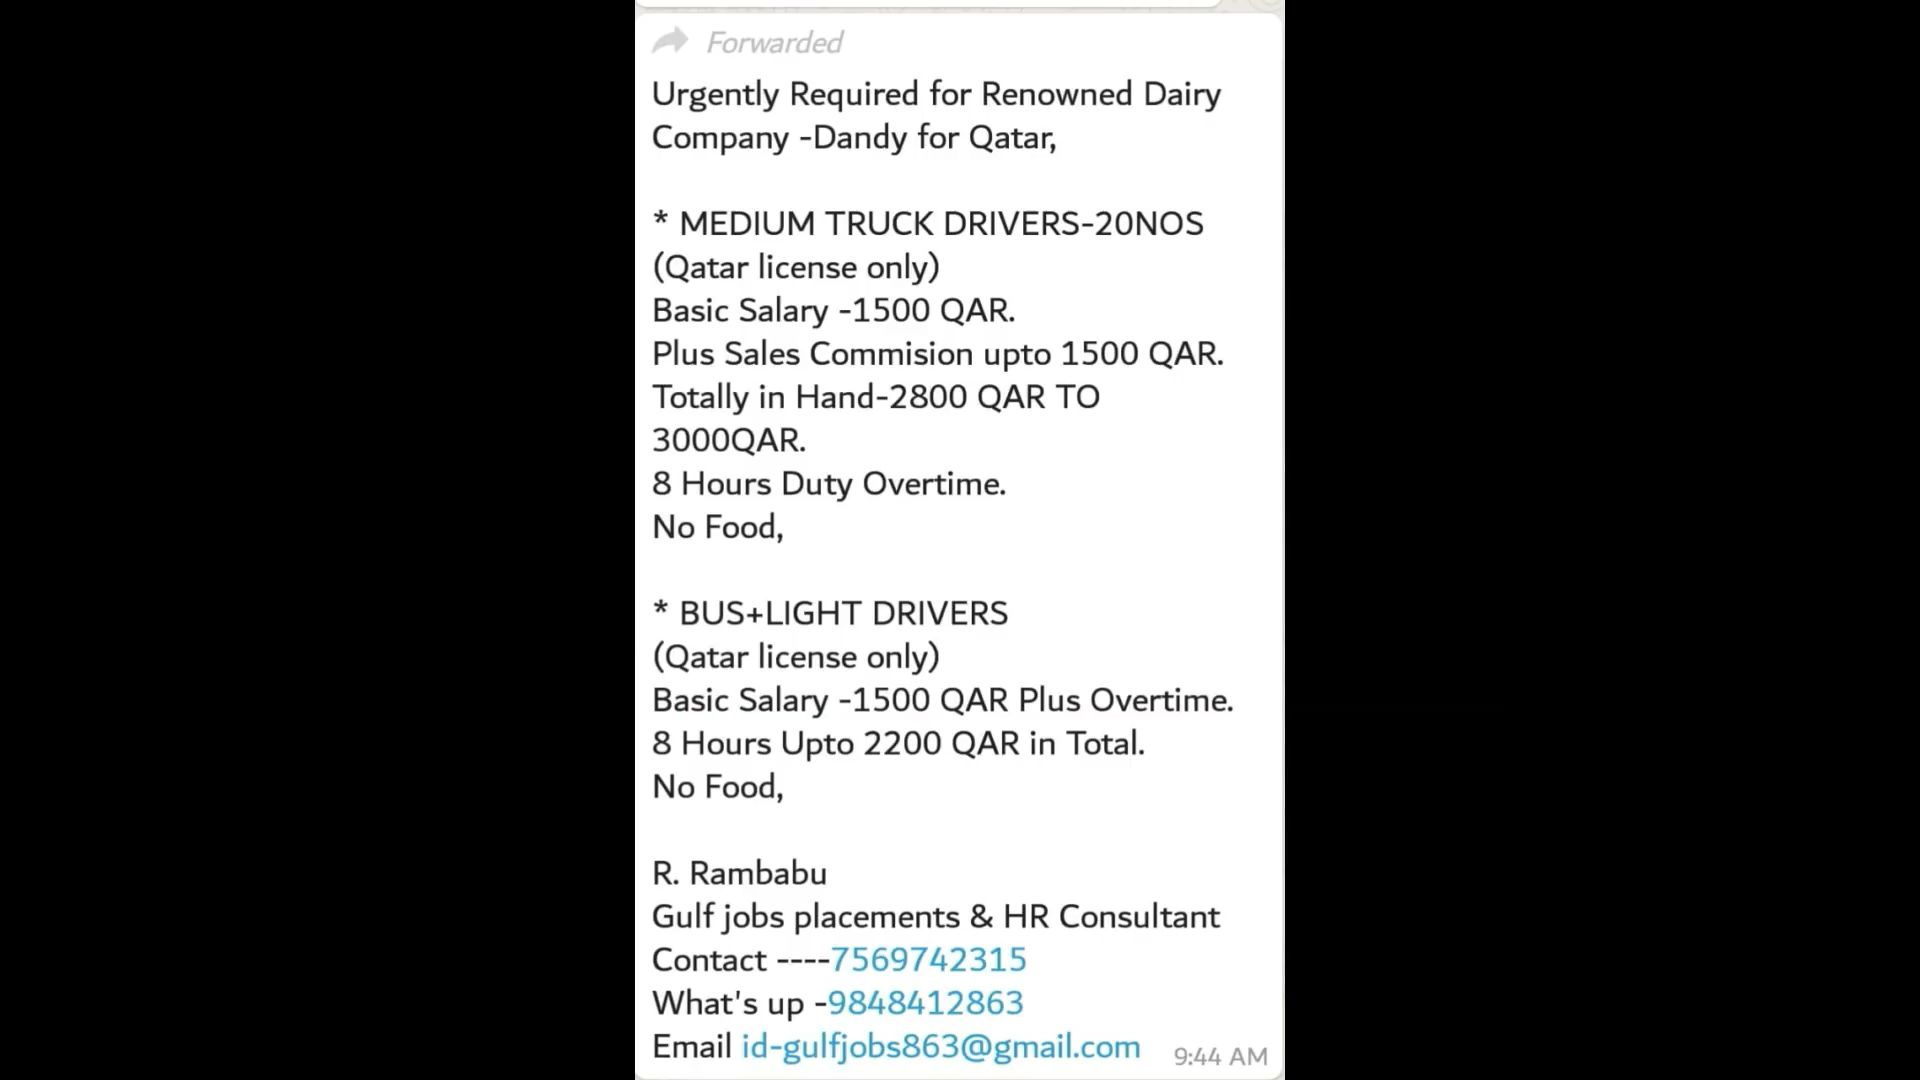 Forwarded
Urgently Required for Renowned Dairy
Company -Dandy for Qatar,
* MEDIUM TRUCK DRIVERS-20NOS
(Qatar license only)
Basic Salary -1500 QAR.
Plus Sales Commision upto 1500 QAR.
Totally in Hand-2800 QAR TO
3000QAR.
8 Hours Duty Overtime.
No Food,
* BUS+LIGHT DRIVERS
(Qatar license only)
Basic Salary -1500 QAR Plus Overtime.
8 Hours Upto 2200 QAR in Total.
No Food,
R. Rambabu
Gulf jobs placements & HR Consultant
Contact ----7569742315
What's up -9848412863
Email id-gulfjobs863@gmail.com
9:44 AM